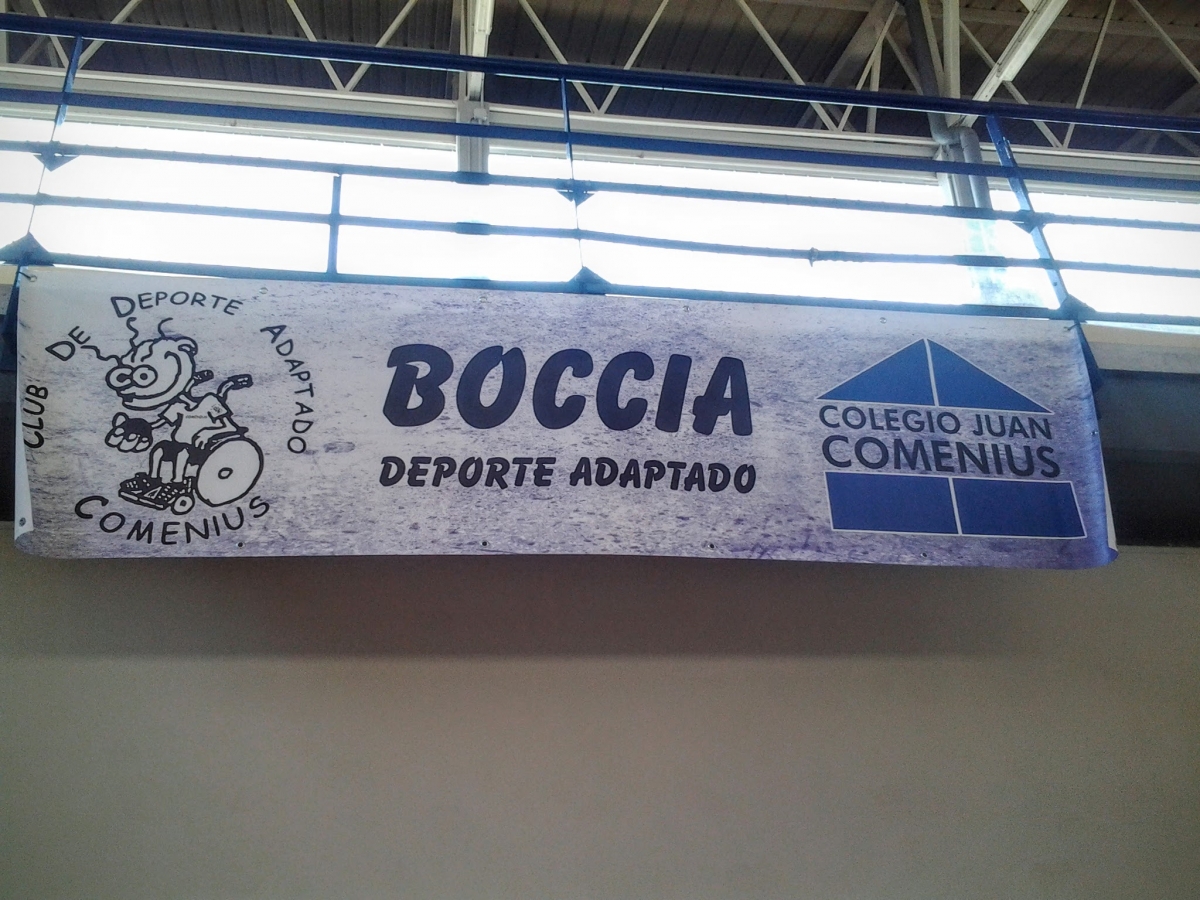 CLUB DE DEPORTE ADAPTADO
COMENIUS
BOCCIA
DEPORTE ADAPTADO
COLEGIO JUAN
COMENIUS